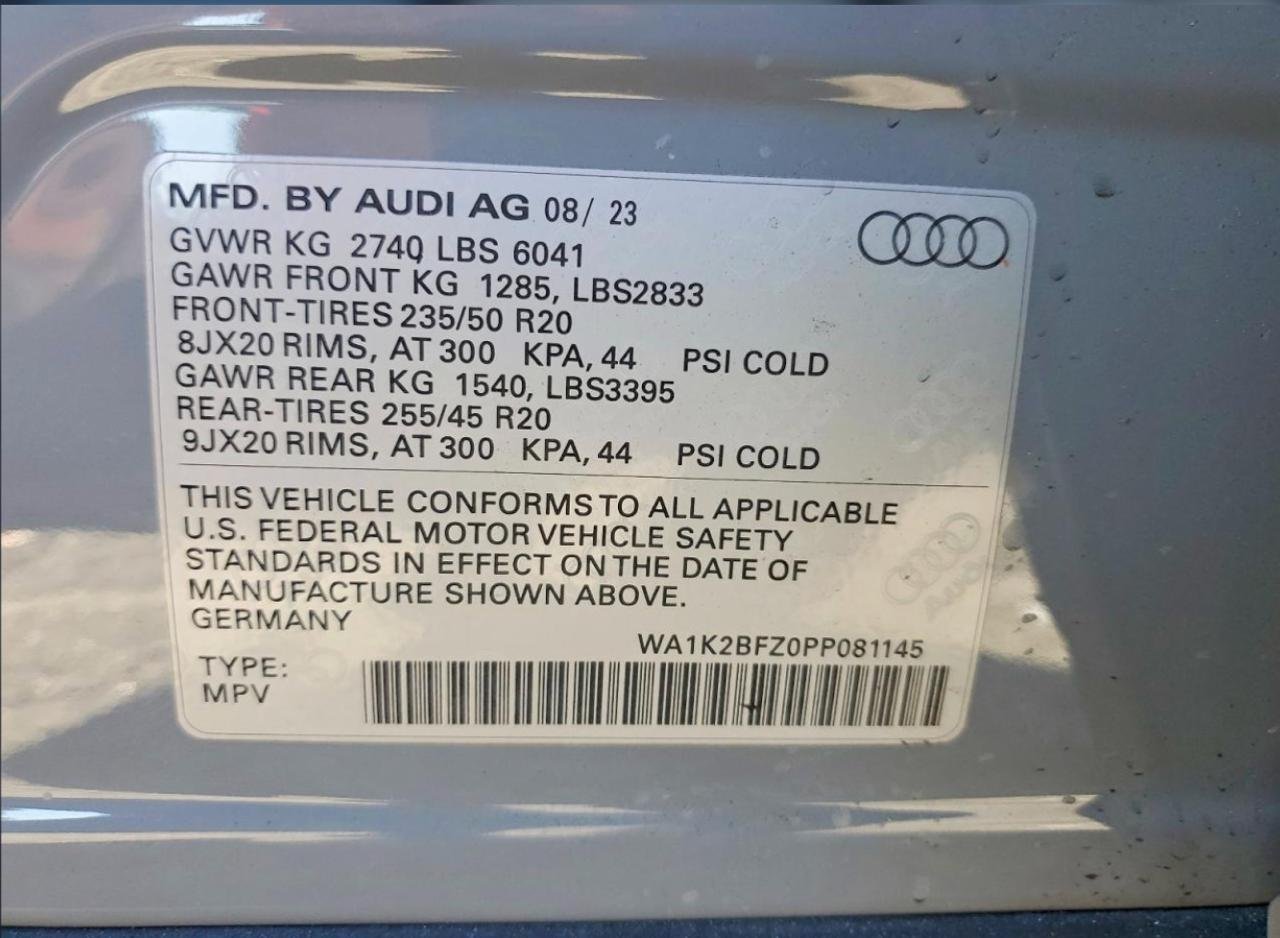 MFD. BY AUDI AG 08/ 23
GVWR KG 2740 LBS 6041
GAWR FRONT KG 1285, LBS2833
FRONT-TIRES 235/50 R20
8JX20 RIMS, AT 300 KPA, 44 PSI COLD
GAWR REAR KG 1540, LBS3395
REAR-TIRES 255/45 R20
9JX20 RIMS, AT 300 KPA, 44 PSI COLD
THIS VEHICLE CONFORMS TO ALL APPLICABLE
U.S. FEDERAL MOTOR VEHICLE SAFETY
STANDARDS IN EFFECT ON THE DATE OF
MANUFACTURE SHOWN ABOVE.
GERMANY
WA1K2BFZ0PP081145
TYPE:
MPV
AUDI